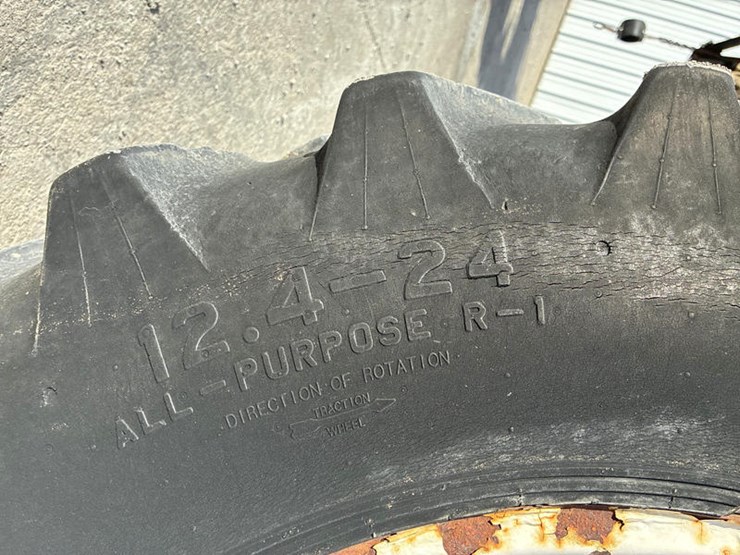 12.4-24
ALL-PURPOSE R-1
DIRECTION OF ROTATION
TRACTION
WHEEL